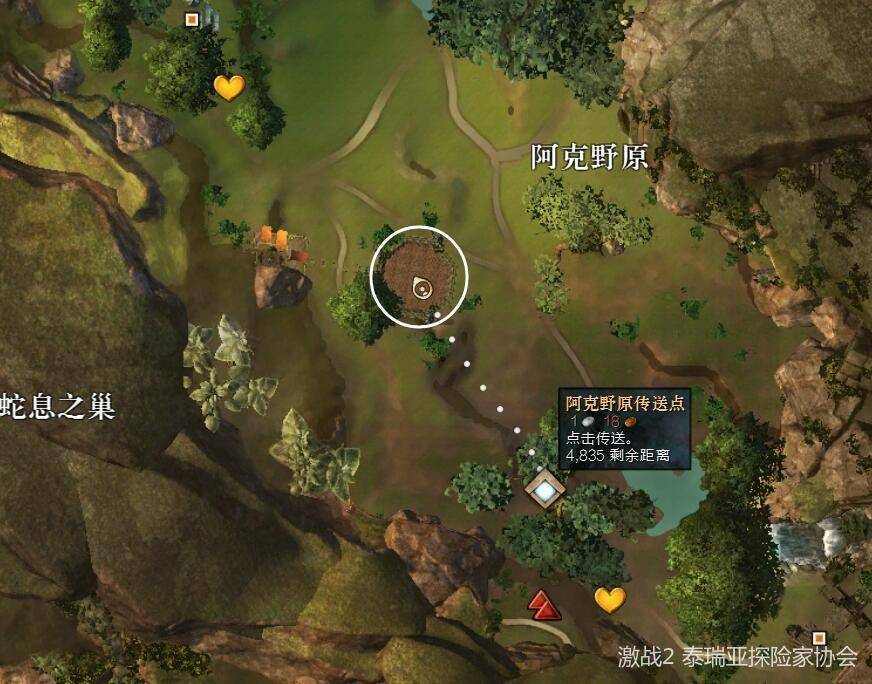 阿克野原
蛇息之巢
阿克野原传送点
1 18
点击传送。
4,835 剩余距离
激战2 泰瑞亚探险家协会